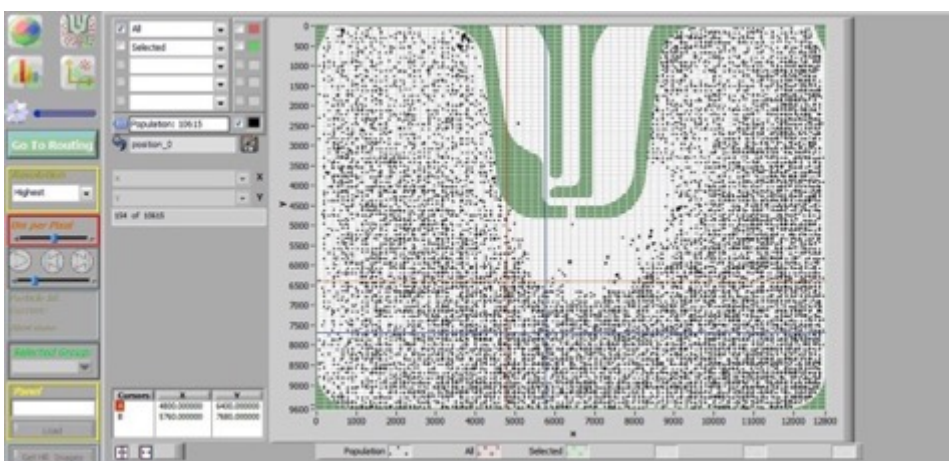 All
Selected
Population: 10615
position_0
Go To Routing
Resolution
Highest
Um per Pixel
X
Y
154 of 10615
Selected Group
Panel
Load
Cursors X Y
A 4800.000000 6400.000000
B 5760.000000 7680.000000
0
500
1000
1500
2000
2500
3000
3500
4000
4500
5000
5500
6000
6500
7000
7500
8000
8500
9000
9600
Y
0 1000 2000 3000 4000 5000 6000 7000 8000 9000 10000 11000 12000 12800
X
Population All Selected